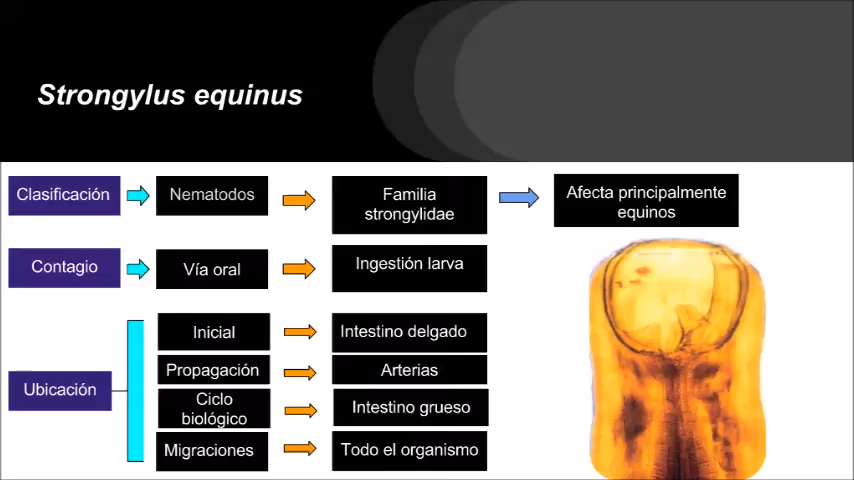 Strongylus equinus
Clasificación
Nematodos
Familia
strongylidae
Afecta principalmente
equinos
Contagio
Vía oral
Ingestión larva
Ubicación
Inicial
Intestino delgado
Propagación
Arterias
Ciclo
biológico
Intestino grueso
Migraciones
Todo el organismo